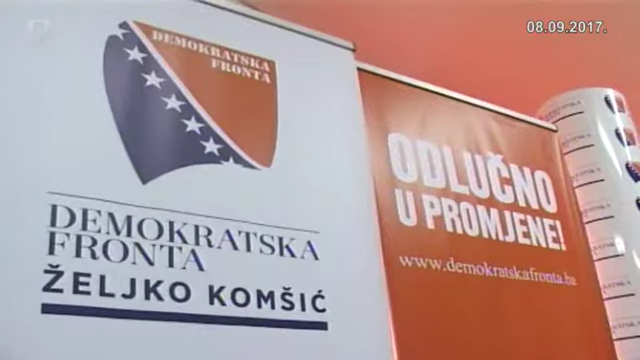 08.09.2017.
DEMOKRATSKA
FRONTA
DEMOKRATSKA
FRONTA
ŽELJKO KOMŠIĆ
ODLUČNO
U PROMJENE!
www.demokratskafronta.ba